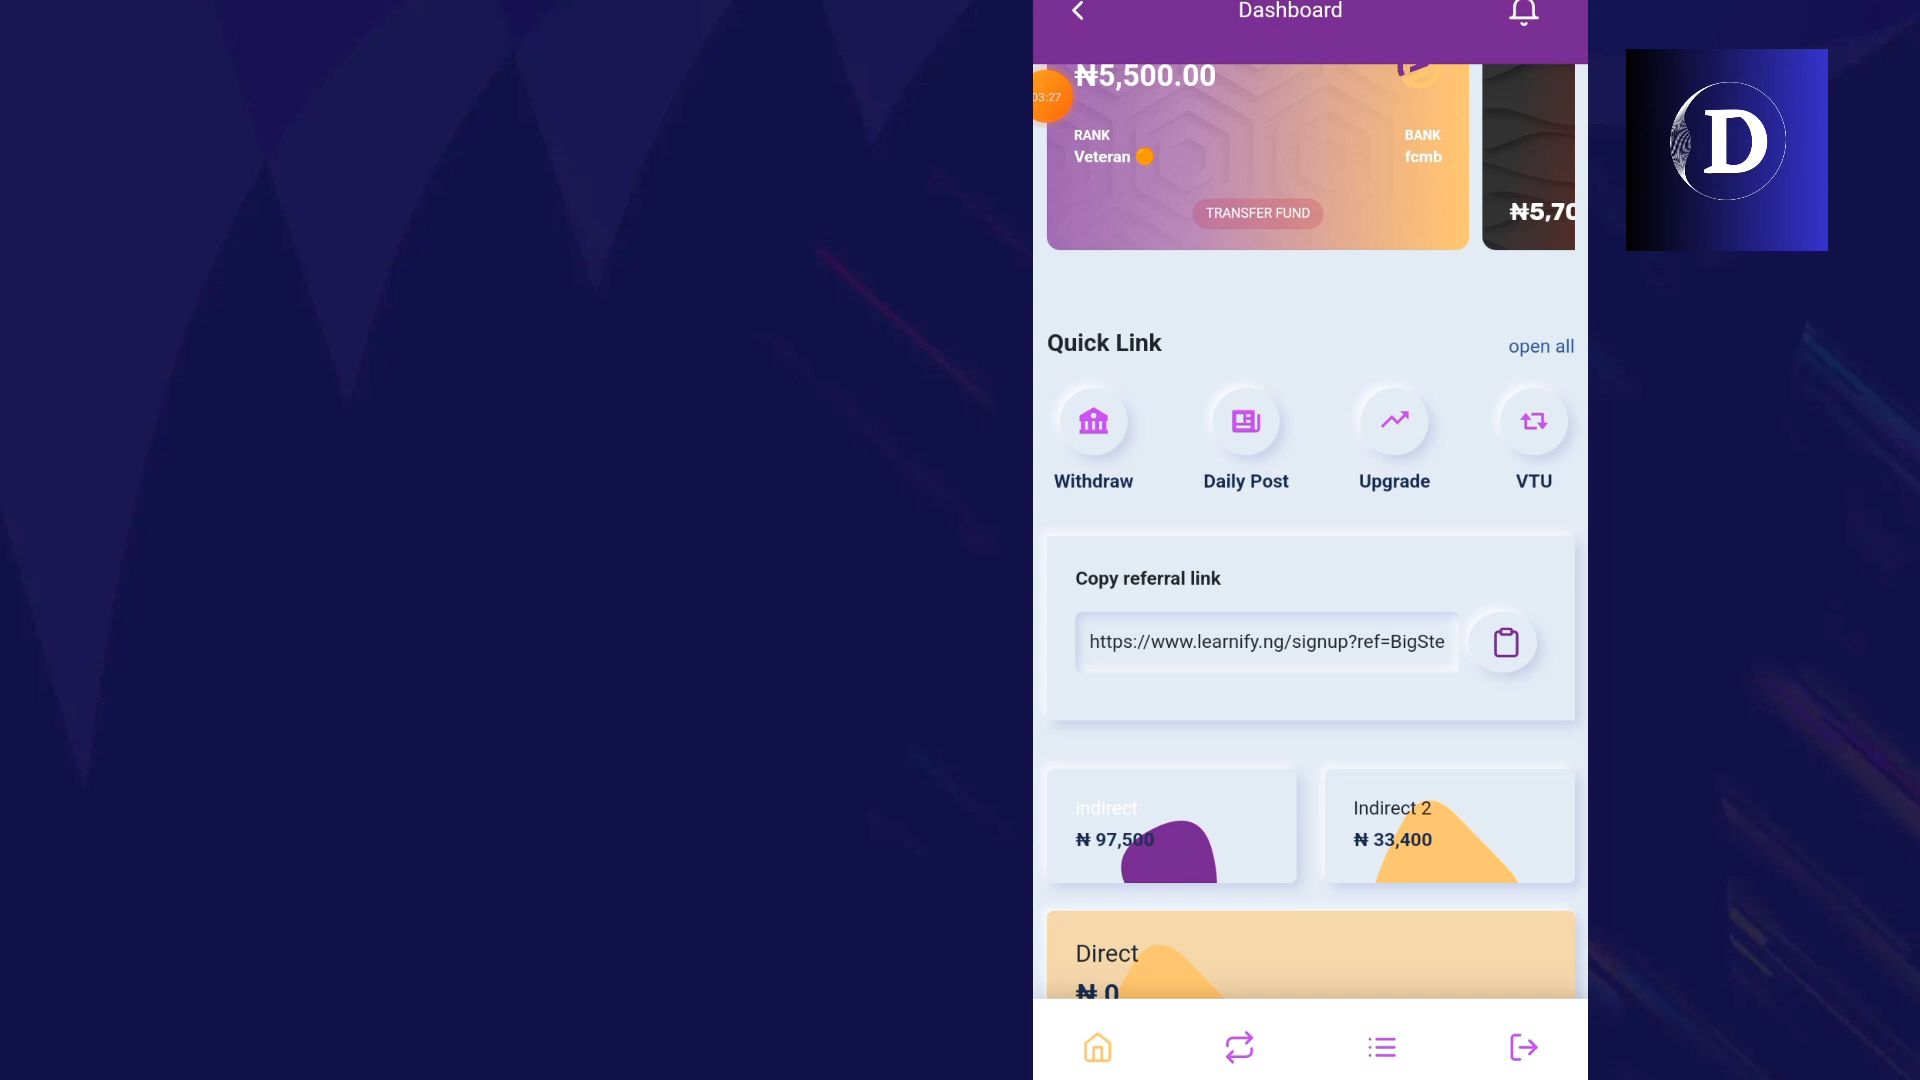 Dashboard
₦5,500.00
03:27
RANK
BANK
Veteran
fcmb
TRANSFER FUND
₦5,70
D
Quick Link
open all
Withdraw
Daily Post
Upgrade
VTU
Copy referral link
https://www.learnify.ng/signup?ref=BigSte
indirect
₦ 97,500
Indirect 2
₦ 33,400
Direct
₦ 0